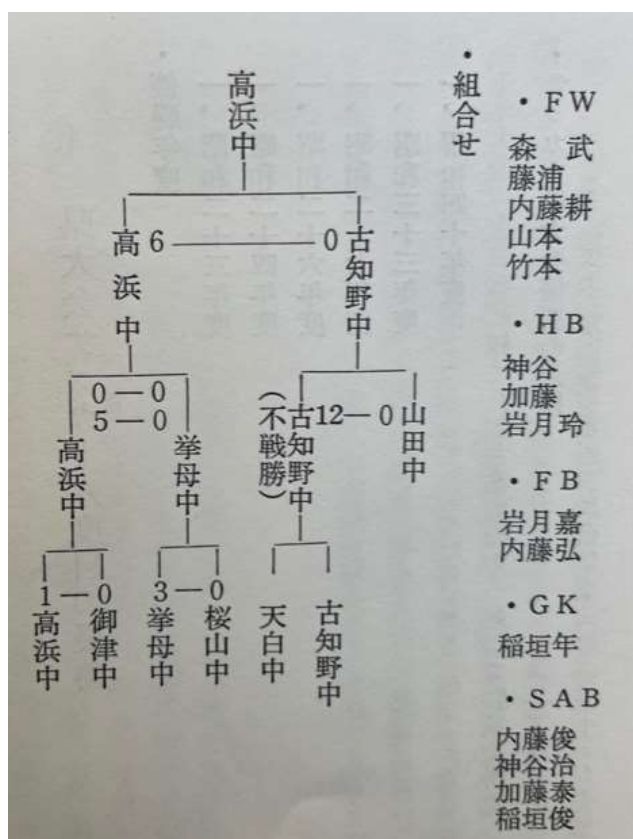 ・FW
森　武
藤浦
内藤耕
山本
竹本
・HB
神谷
加藤
岩月玲
・FB
岩月嘉
内藤弘
・GK
稲垣年
・SAB
内藤俊
神谷治
加藤泰
稲垣俊
・組合せ
高浜中
高浜中 6―0 古知野中
0―0
5―0
高浜中
挙母中
古知野中
(不戦勝)
12―0
山田中
1―0
高浜中
御津中
3―0
挙母中
桜山中
天白中
古知野中